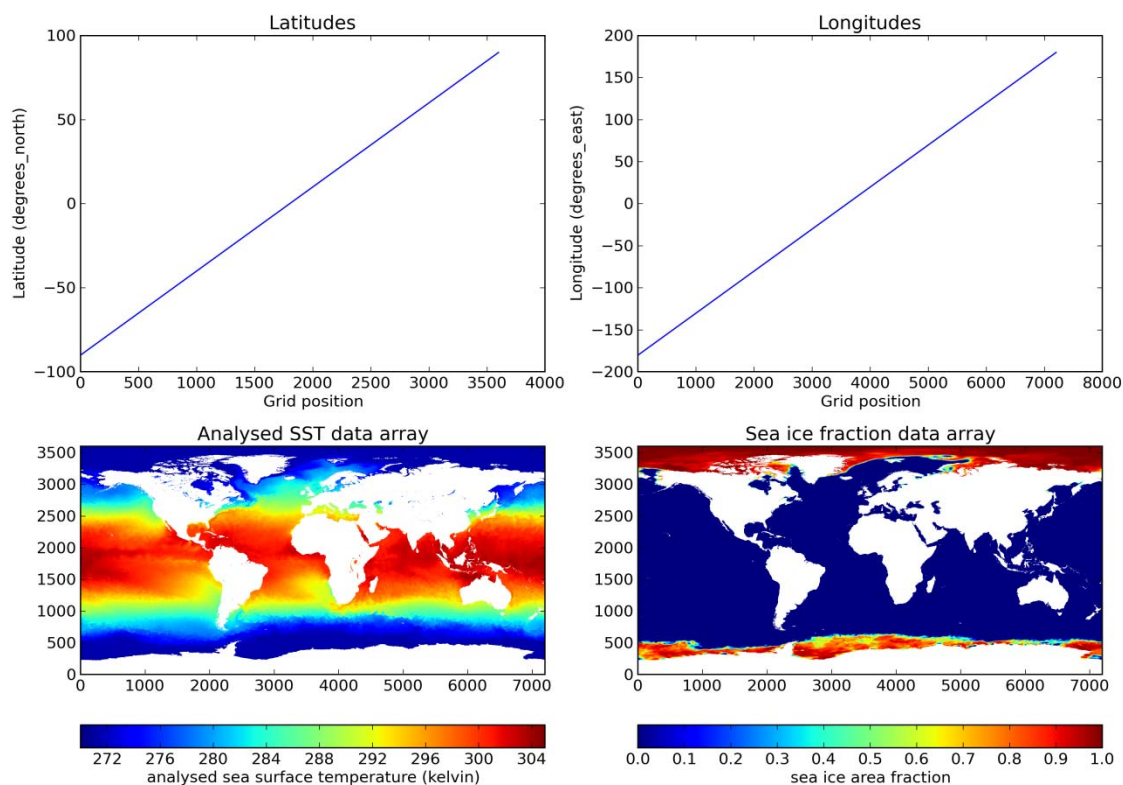 Latitudes
100
50
0
−50
−100
Latitude (degrees_north)
0 500 1000 1500 2000 2500 3000 3500 4000
Grid position
Longitudes
200
150
100
50
0
−50
−100
−150
−200
Longitude (degrees_east)
0 1000 2000 3000 4000 5000 6000 7000 8000
Grid position
Analysed SST data array
3500
3000
2500
2000
1500
1000
500
0
0 1000 2000 3000 4000 5000 6000 7000
272 276 280 284 288 292 296 300 304
analysed sea surface temperature (kelvin)
Sea ice fraction data array
3500
3000
2500
2000
1500
1000
500
0
0 1000 2000 3000 4000 5000 6000 7000
0.0 0.1 0.2 0.3 0.4 0.5 0.6 0.7 0.8 0.9 1.0
sea ice area fraction